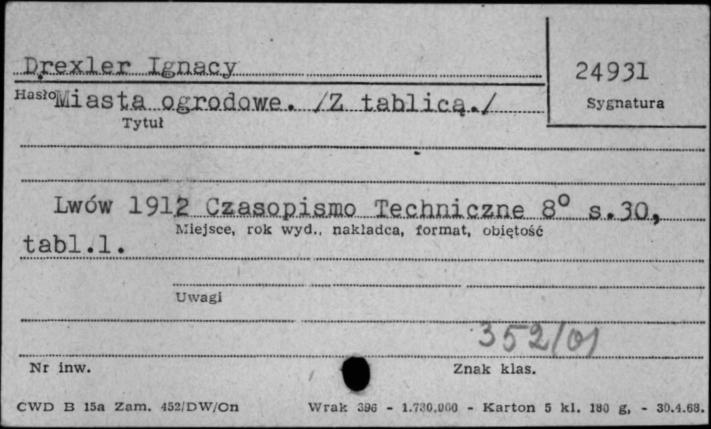 Drexler Ignacy
24931
Hasło
Sygnatura
Miasta ogrodowe. /Z tablicą./
Tytuł
Lwów 1912 Czasopismo Techniczne 8° s.30,
Miejsce, rok wyd., nakładca, format, objętość
tabl.1.
Uwagi
352/01
Nr inw.
Znak klas.
CWD B 15a Zam. 452/DW/On Wrak 396 - 1.730.000 - Karton 5 kl. 180 g, - 30.4.68.